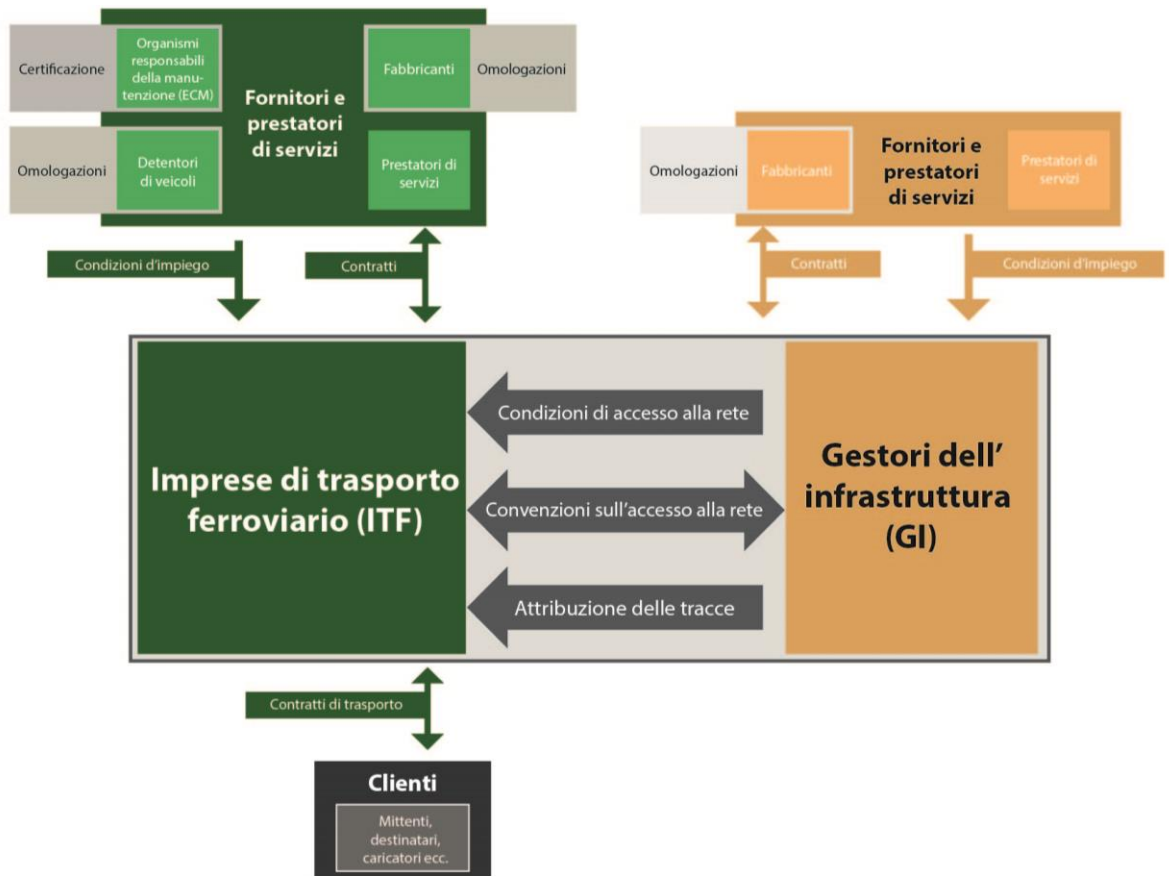 Certificazione
Organismi
responsabili
della manu-
tenzione (ECM)
Fornitori e
prestatori
di servizi
Fabbricanti
Omologazioni
Omologazioni
Detentori
di veicoli
Prestatori di
servizi
Omologazioni
Fabbricanti
Fornitori e
prestatori
di servizi
Prestatori di
servizi
Condizioni d'impiego
Contratti
Contratti
Condizioni d'impiego
Imprese di trasporto
ferroviario (ITF)
Condizioni di accesso alla rete
Convenzioni sull'accesso alla rete
Attribuzione delle tracce
Gestori dell'
infrastruttura
(GI)
Contratti di trasporto
Clienti
Mittenti,
destinatari,
caricatori ecc.